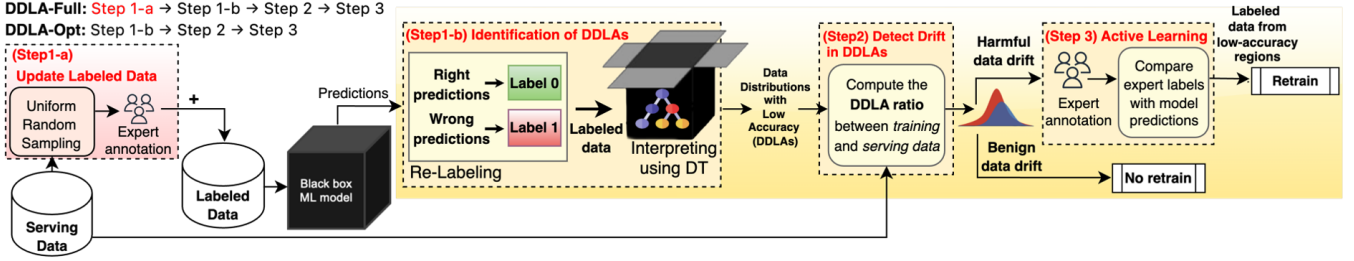 DDLA-Full: Step 1-a → Step 1-b → Step 2 → Step 3
DDLA-Opt: Step 1-b → Step 2 → Step 3
(Step1-a)
Update Labeled Data
Uniform
Random
Sampling
Expert
annotation
+
Serving
Data
Labeled
Data
Black box
ML model
Predictions
(Step1-b) Identification of DDLAs
Right
predictions
Label 0
Wrong
predictions
Label 1
Re-Labeling
Labeled
data
Interpreting
using DT
Data
Distributions
with
Low
Accuracy
(DDLAs)
(Step2) Detect Drift
in DDLAs
Compute the
DDLA ratio
between training
and serving data
Harmful
data drift
Benign
data drift
(Step 3) Active Learning
Expert
annotation
Compare
expert labels
with model
predictions
Labeled
data from
low-accuracy
regions
Retrain
No retrain